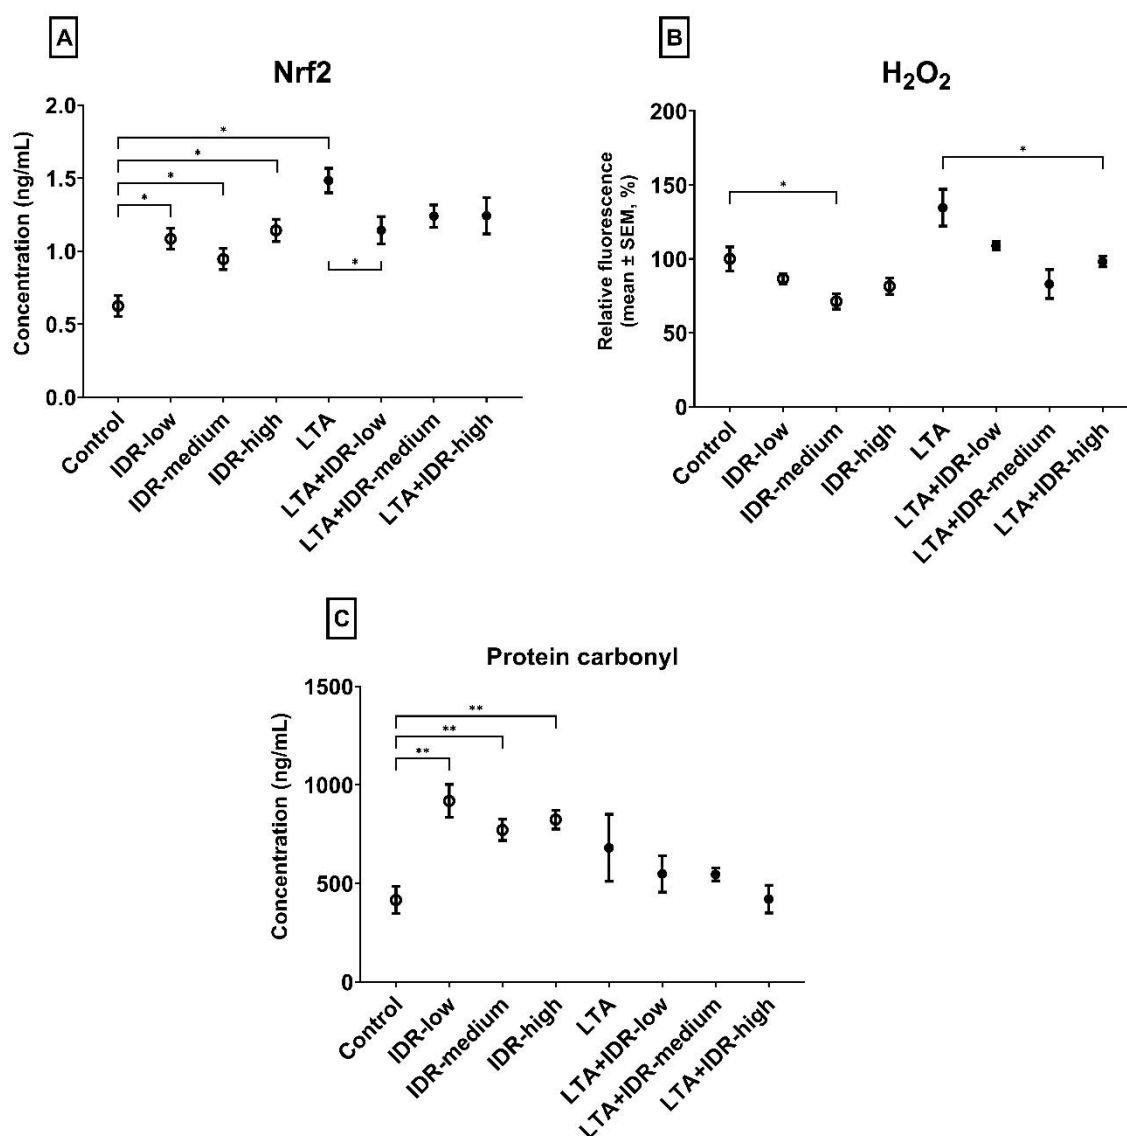 A
Nrf2
Concentration (ng/mL)
2.0
1.5
1.0
0.5
0.0
*
*
*
*
*
Control
IDR-low
IDR-medium
IDR-high
LTA
LTA+IDR-low
LTA+IDR-medium
LTA+IDR-high
B
H₂O₂
Relative fluorescence
(mean ± SEM, %)
200
150
100
50
0
*
*
Control
IDR-low
IDR-medium
IDR-high
LTA
LTA+IDR-low
LTA+IDR-medium
LTA+IDR-high
C
Protein carbonyl
Concentration (ng/mL)
1500
1000
500
0
**
**
**
Control
IDR-low
IDR-medium
IDR-high
LTA
LTA+IDR-low
LTA+IDR-medium
LTA+IDR-high